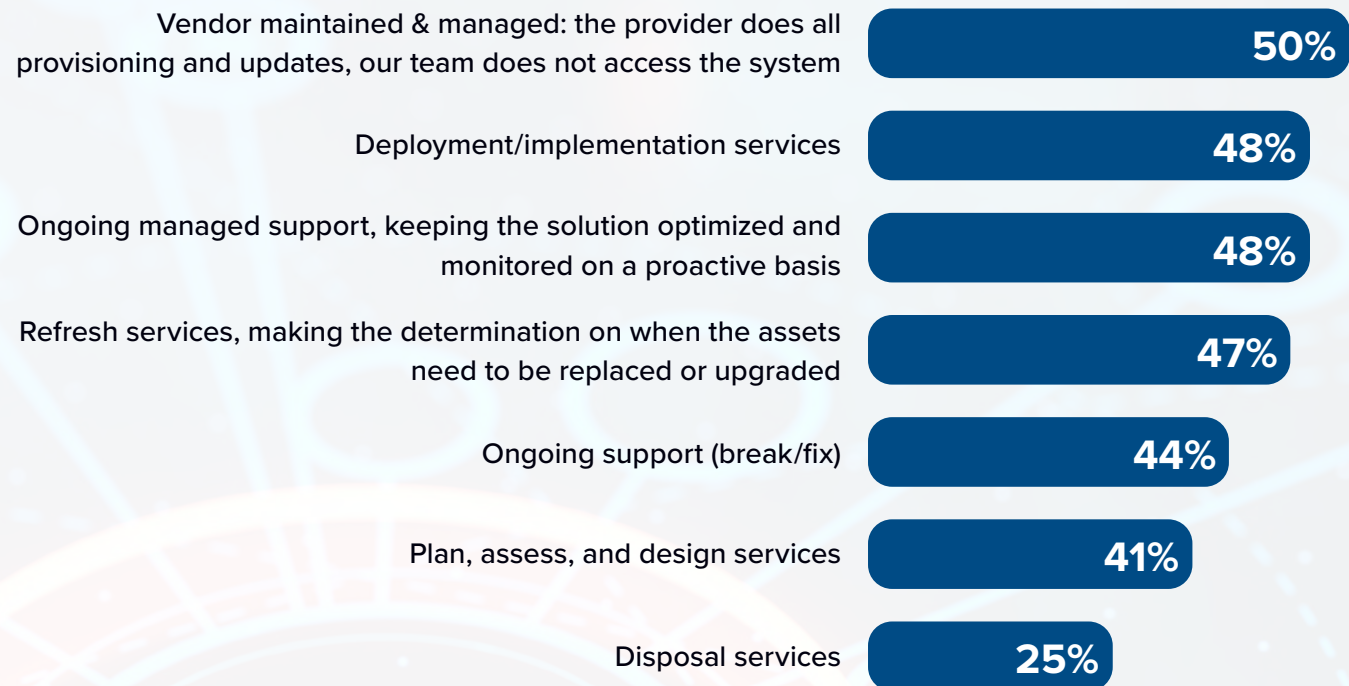 Vendor maintained & managed: the provider does all
provisioning and updates, our team does not access the system
50%
Deployment/implementation services
48%
Ongoing managed support, keeping the solution optimized and
monitored on a proactive basis
48%
Refresh services, making the determination on when the assets
need to be replaced or upgraded
47%
Ongoing support (break/fix)
44%
Plan, assess, and design services
41%
Disposal services
25%